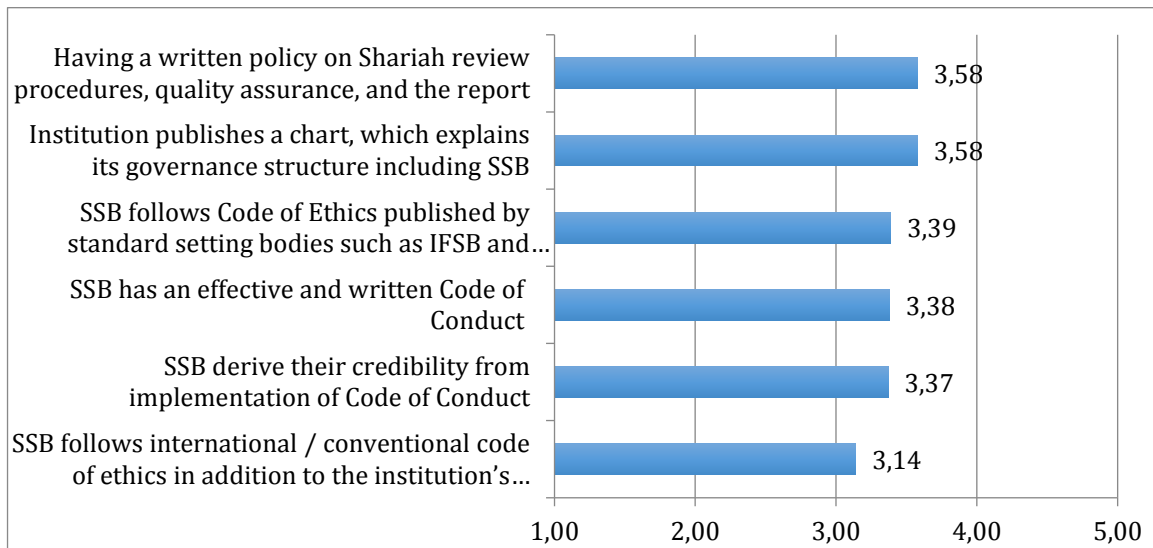 Having a written policy on Shariah review
procedures, quality assurance, and the report
3,58
Institution publishes a chart, which explains
its governance structure including SSB
3,58
SSB follows Code of Ethics published by
standard setting bodies such as IFSB and…
3,39
SSB has an effective and written Code of
Conduct
3,38
SSB derive their credibility from
implementation of Code of Conduct
3,37
SSB follows international / conventional code
of ethics in addition to the institution’s…
3,14
1,00 2,00 3,00 4,00 5,00